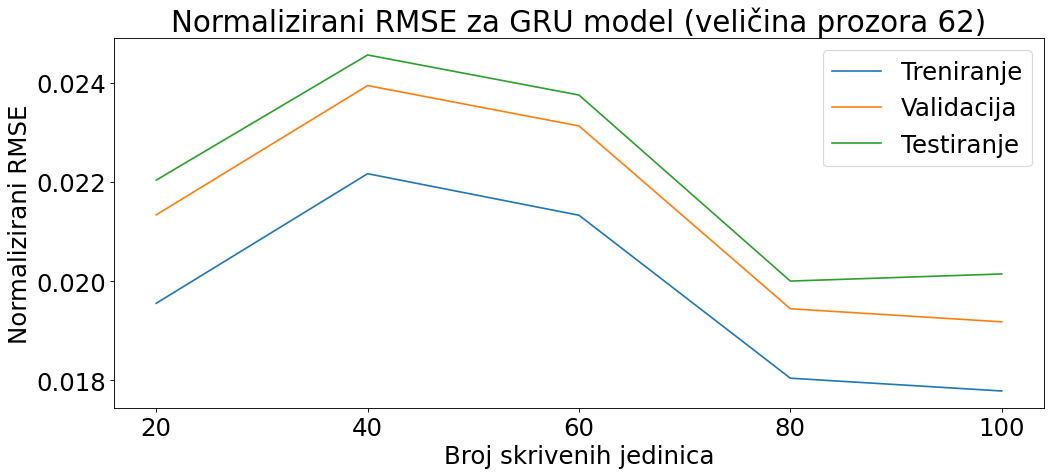 Normalizirani RMSE za GRU model (veličina prozora 62)
Normalizirani RMSE
0.024
0.022
0.020
0.018
Treniranje
Validacija
Testiranje
20 40 60 80 100
Broj skrivenih jedinica